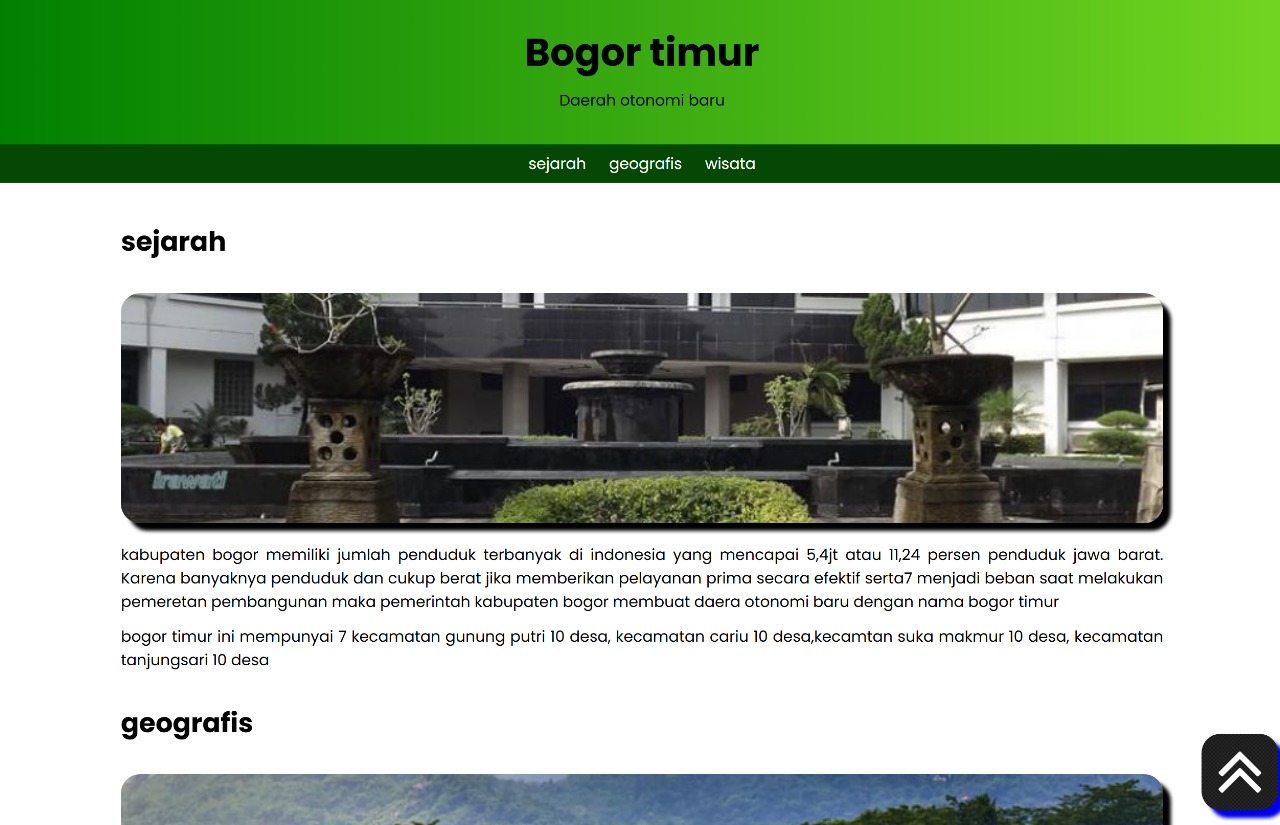 Bogor timur
Daerah otonomi baru
sejarah geografis wisata
sejarah
irawati
kabupaten bogor memiliki jumlah penduduk terbanyak di indonesia yang mencapai 5,4jt atau 11,24 persen penduduk jawa barat.
Karena banyaknya penduduk dan cukup berat jika memberikan pelayanan prima secara efektif serta7 menjadi beban saat melakukan
pemeretan pembangunan maka pemerintah kabupaten bogor membuat daera otonomi baru dengan nama bogor timur
bogor timur ini mempunyai 7 kecamatan gunung putri 10 desa, kecamatan cariu 10 desa,kecamtan suka makmur 10 desa, kecamatan
tanjungsari 10 desa
geografis